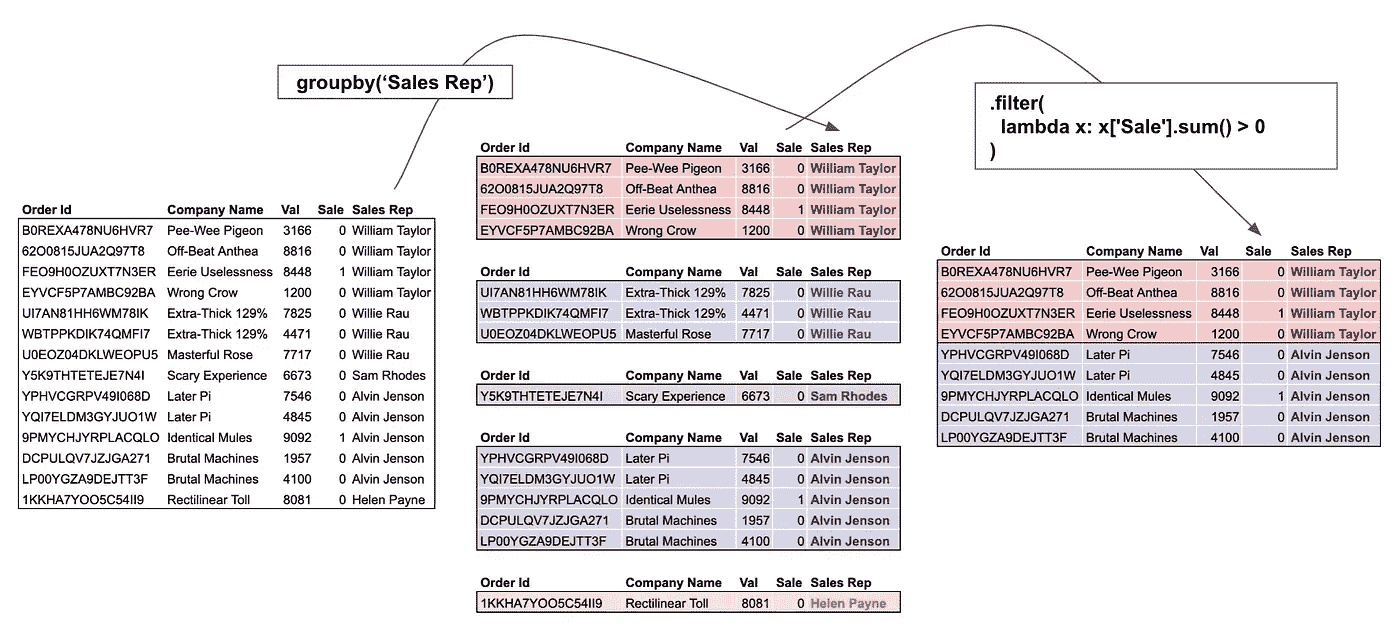 groupby(‘Sales Rep’)
.filter(
lambda x: x['Sale'].sum() > 0
)
Order Id Company Name Val Sale Sales Rep
B0REXA478NU6HVR7 Pee-Wee Pigeon 3166 0 William Taylor
62O0815JUA2Q97T8 Off-Beat Anthea 8816 0 William Taylor
FEO9H0OZUXT7N3ER Eerie Uselessness 8448 1 William Taylor
EYVCF5P7AMBC92BA Wrong Crow 1200 0 William Taylor
UI7AN81HH6WM78IK Extra-Thick 129% 7825 0 Willie Rau
WBTPPKDIK74QMFI7 Extra-Thick 129% 4471 0 Willie Rau
U0EOZ04DKLWEOPU5 Masterful Rose 7717 0 Willie Rau
Y5K9THTETEJE7N4I Scary Experience 6673 0 Sam Rhodes
YPHVCGRPV49I068D Later Pi 7546 0 Alvin Jenson
YQI7ELDM3GYJUO1W Later Pi 4845 0 Alvin Jenson
9PMYCHJYRPLACQLO Identical Mules 9092 1 Alvin Jenson
DCPULQV7JZJGA271 Brutal Machines 1957 0 Alvin Jenson
LP00YGZA9DEJTT3F Brutal Machines 4100 0 Alvin Jenson
1KKHA7YOO5C54II9 Rectilinear Toll 8081 0 Helen Payne
Order Id Company Name Val Sale Sales Rep
B0REXA478NU6HVR7 Pee-Wee Pigeon 3166 0 William Taylor
62O0815JUA2Q97T8 Off-Beat Anthea 8816 0 William Taylor
FEO9H0OZUXT7N3ER Eerie Uselessness 8448 1 William Taylor
EYVCF5P7AMBC92BA Wrong Crow 1200 0 William Taylor
Order Id Company Name Val Sale Sales Rep
UI7AN81HH6WM78IK Extra-Thick 129% 7825 0 Willie Rau
WBTPPKDIK74QMFI7 Extra-Thick 129% 4471 0 Willie Rau
U0EOZ04DKLWEOPU5 Masterful Rose 7717 0 Willie Rau
Order Id Company Name Val Sale Sales Rep
Y5K9THTETEJE7N4I Scary Experience 6673 0 Sam Rhodes
Order Id Company Name Val Sale Sales Rep
YPHVCGRPV49I068D Later Pi 7546 0 Alvin Jenson
YQI7ELDM3GYJUO1W Later Pi 4845 0 Alvin Jenson
9PMYCHJYRPLACQLO Identical Mules 9092 1 Alvin Jenson
DCPULQV7JZJGA271 Brutal Machines 1957 0 Alvin Jenson
LP00YGZA9DEJTT3F Brutal Machines 4100 0 Alvin Jenson
Order Id Company Name Val Sale Sales Rep
1KKHA7YOO5C54II9 Rectilinear Toll 8081 0 Helen Payne
Order Id Company Name Val Sale Sales Rep
B0REXA478NU6HVR7 Pee-Wee Pigeon 3166 0 William Taylor
62O0815JUA2Q97T8 Off-Beat Anthea 8816 0 William Taylor
FEO9H0OZUXT7N3ER Eerie Uselessness 8448 1 William Taylor
EYVCF5P7AMBC92BA Wrong Crow 1200 0 William Taylor
YPHVCGRPV49I068D Later Pi 7546 0 Alvin Jenson
YQI7ELDM3GYJUO1W Later Pi 4845 0 Alvin Jenson
9PMYCHJYRPLACQLO Identical Mules 9092 1 Alvin Jenson
DCPULQV7JZJGA271 Brutal Machines 1957 0 Alvin Jenson
LP00YGZA9DEJTT3F Brutal Machines 4100 0 Alvin Jenson